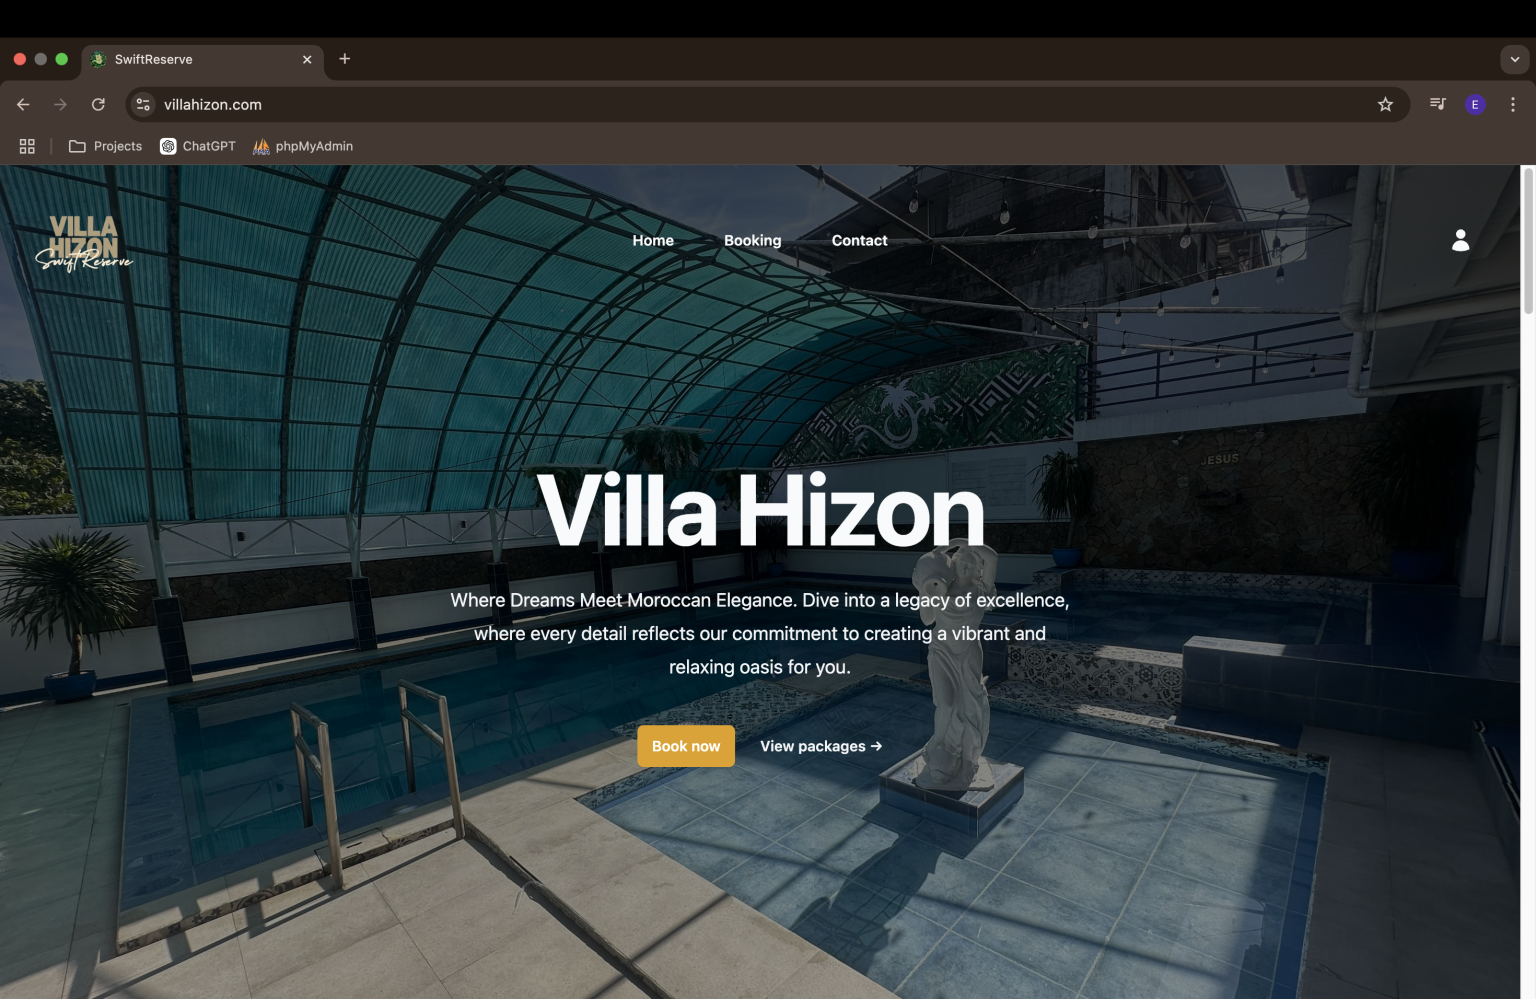 SwiftReserve
villahizon.com
E
Projects
ChatGPT
phpMyAdmin
VILLA
HIZON
Swift Reserve
Home
Booking
Contact
JESUS
Villa Hizon
Where Dreams Meet Moroccan Elegance. Dive into a legacy of excellence,
where every detail reflects our commitment to creating a vibrant and
relaxing oasis for you.
Book now
View packages →